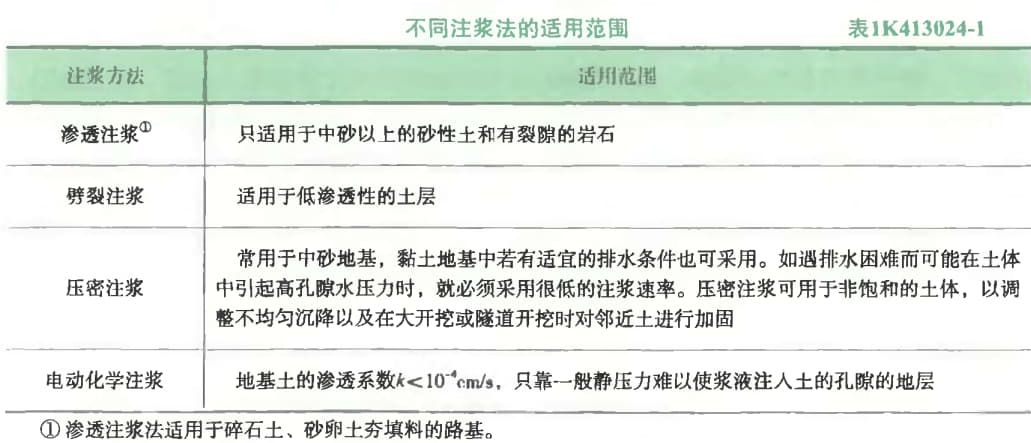 不同注浆法的适用范围 表1K413024-1
注浆方法 适用范围
渗透注浆① 只适用于中砂以上的砂性土和有裂隙的岩石
劈裂注浆 适用于低渗透性的土层
常用于中砂地基，黏土地基中若有适宜的排水条件也可采用。如遇排水困难而可能在土体
压密注浆 中引起高孔隙水压力时，就必须采用很低的注浆速率。压密注浆可用于非饱和的土体，以调
整不均匀沉降以及在大开挖或隧道开挖时对邻近土进行加固
电动化学注浆 地基土的渗透系数k＜10⁻⁴cm/s，只靠一般静压力难以使浆液注入土的孔隙的地层
① 渗透注浆法适用于碎石土、砂卵土夯填料的路基。